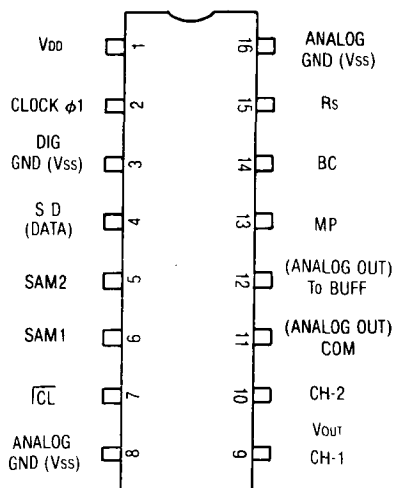 VDD 1
CLOCK φ1 2
DIG
GND (VSS) 3
S D
(DATA) 4
SAM2 5
SAM1 6
C̅L̅ 7
ANALOG
GND (VSS) 8
16 ANALOG
GND (VSS)
15 RS
14 BC
13 MP
12 (ANALOG OUT)
TO BUFF
11 (ANALOG OUT)
COM
10 CH-2
9 VOUT
CH-1